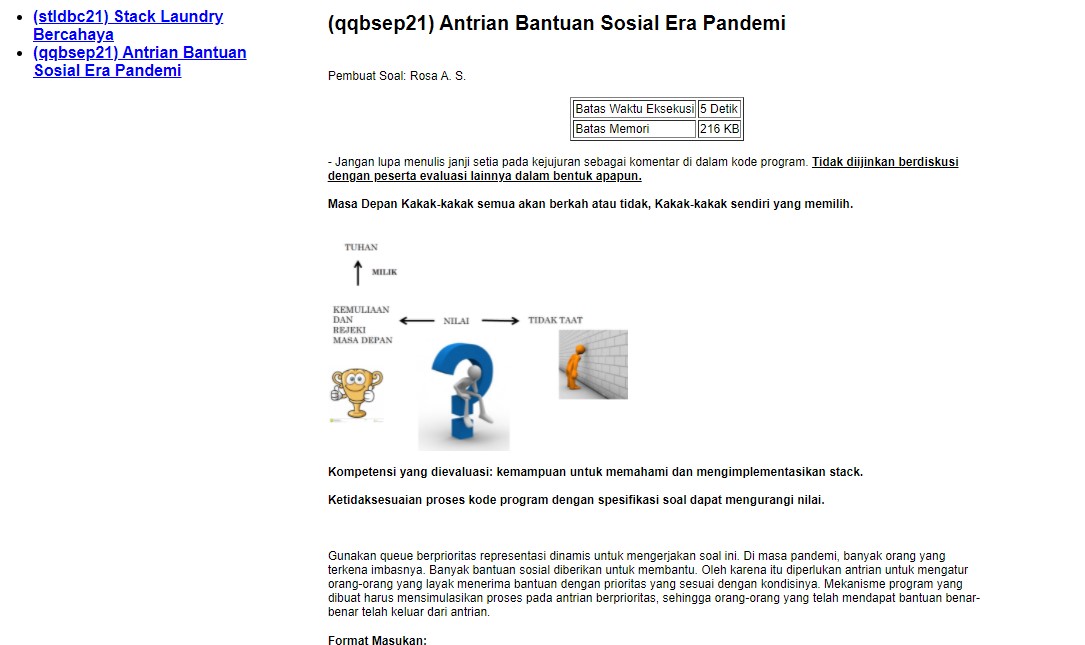 (stldbc21) Stack Laundry
Bercahaya
(qqbsep21) Antrian Bantuan
Sosial Era Pandemi
(qqbsep21) Antrian Bantuan Sosial Era Pandemi
Pembuat Soal: Rosa A. S.
Batas Waktu Eksekusi 5 Detik
Batas Memori 216 KB
- Jangan lupa menulis janji setia pada kejujuran sebagai komentar di dalam kode program. Tidak diijinkan berdiskusi
dengan peserta evaluasi lainnya dalam bentuk apapun.
Masa Depan Kakak-kakak semua akan berkah atau tidak, Kakak-kakak sendiri yang memilih.
TUHAN
MILIK
KEMULIAAN
DAN
REJEKI
MASA DEPAN
NILAI
TIDAK TAAT
Kompetensi yang dievaluasi: kemampuan untuk memahami dan mengimplementasikan stack.
Ketidaksesuaian proses kode program dengan spesifikasi soal dapat mengurangi nilai.
Gunakan queue berprioritas representasi dinamis untuk mengerjakan soal ini. Di masa pandemi, banyak orang yang
terkena imbasnya. Banyak bantuan sosial diberikan untuk membantu. Oleh karena itu diperlukan antrian untuk mengatur
orang-orang yang layak menerima bantuan dengan prioritas yang sesuai dengan kondisinya. Mekanisme program yang
dibuat harus mensimulasikan proses pada antrian berprioritas, sehingga orang-orang yang telah mendapat bantuan benar-
benar telah keluar dari antrian.
Format Masukan: